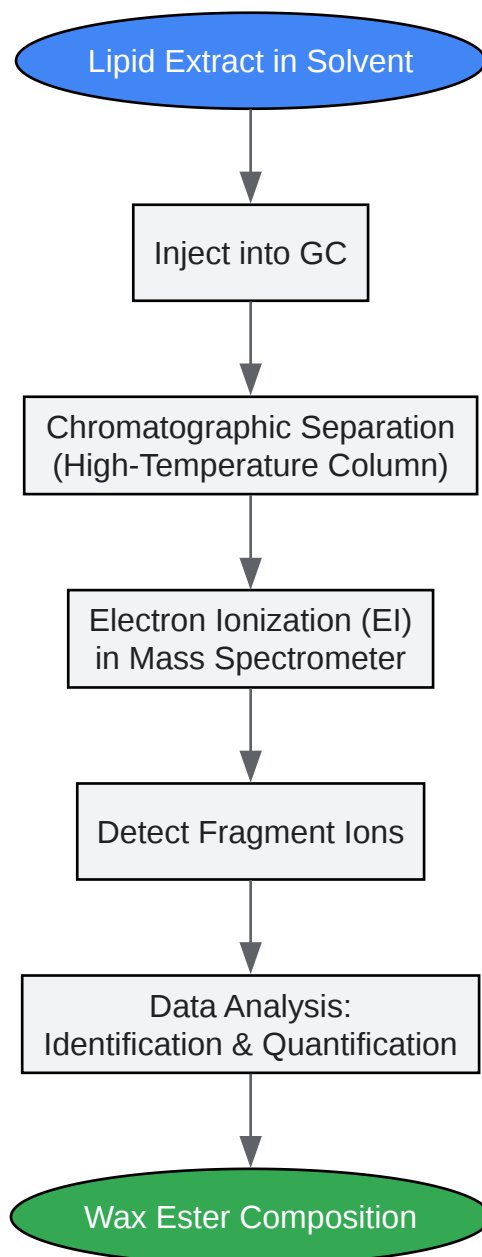 Lipid Extract in Solvent
Inject into GC
Chromatographic Separation
(High-Temperature Column)
Electron Ionization (EI)
in Mass Spectrometer
Detect Fragment Ions
Data Analysis:
Identification & Quantification
Wax Ester Composition